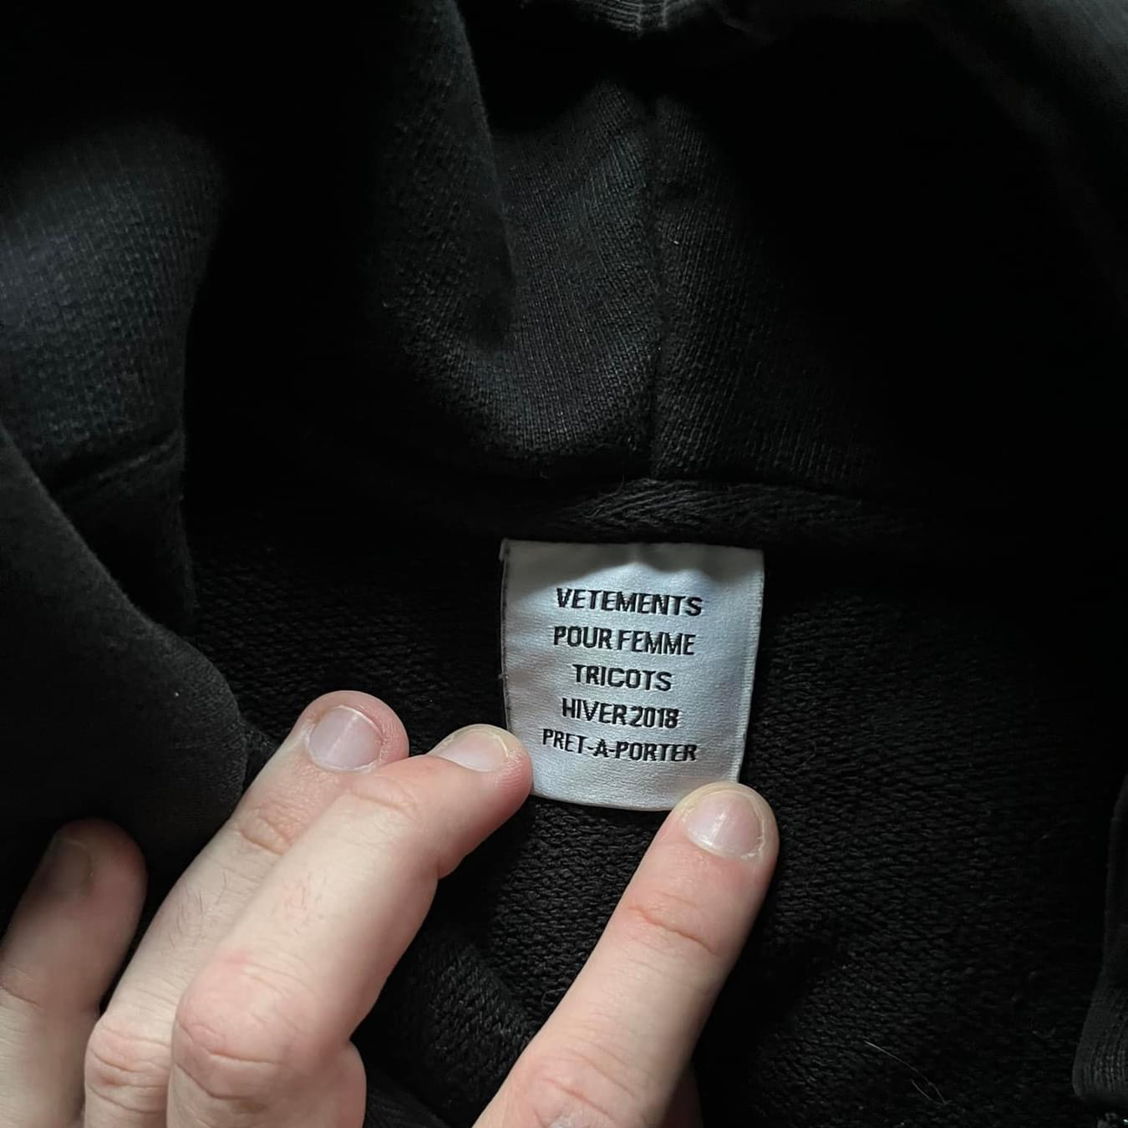 VETEMENTS
POUR FEMME
TRICOTS
HIVER 2018
PRET-A-PORTER